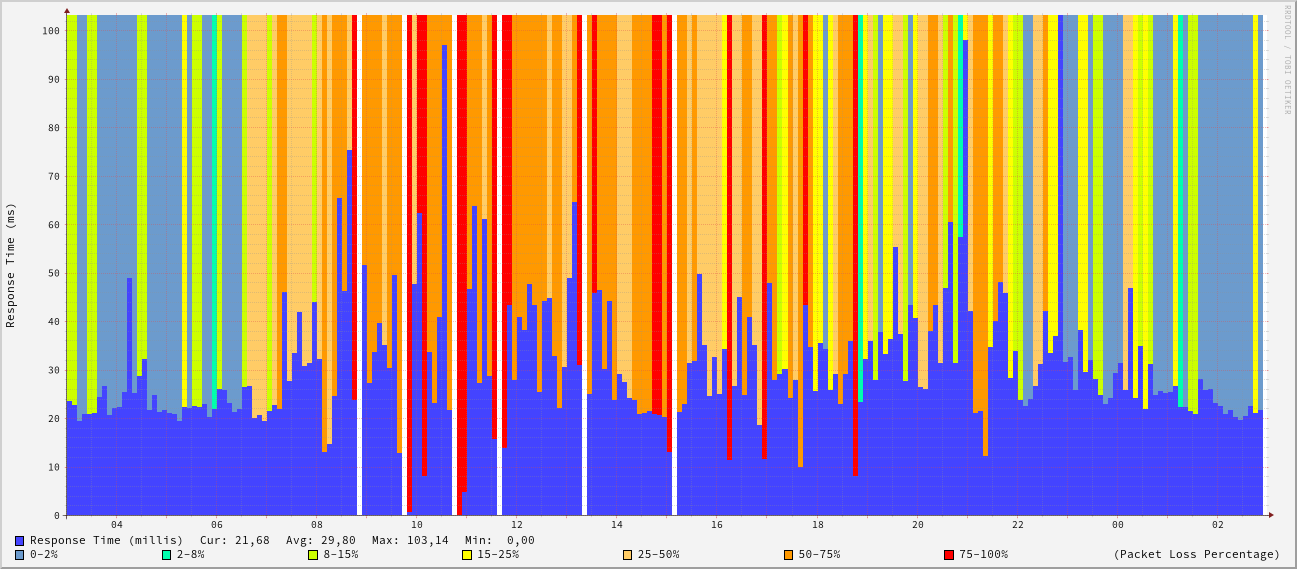 RRDTOOL / TOBI OETIKER
Response Time (ms)
100
90
80
70
60
50
40
30
20
10
0
04 06 08 10 12 14 16 18 20 22 00 02
Response Time (millis) Cur: 21,68 Avg: 29,80 Max: 103,14 Min: 0,00
0-2% 2-8% 8-15% 15-25% 25-50% 50-75% 75-100% (Packet Loss Percentage)